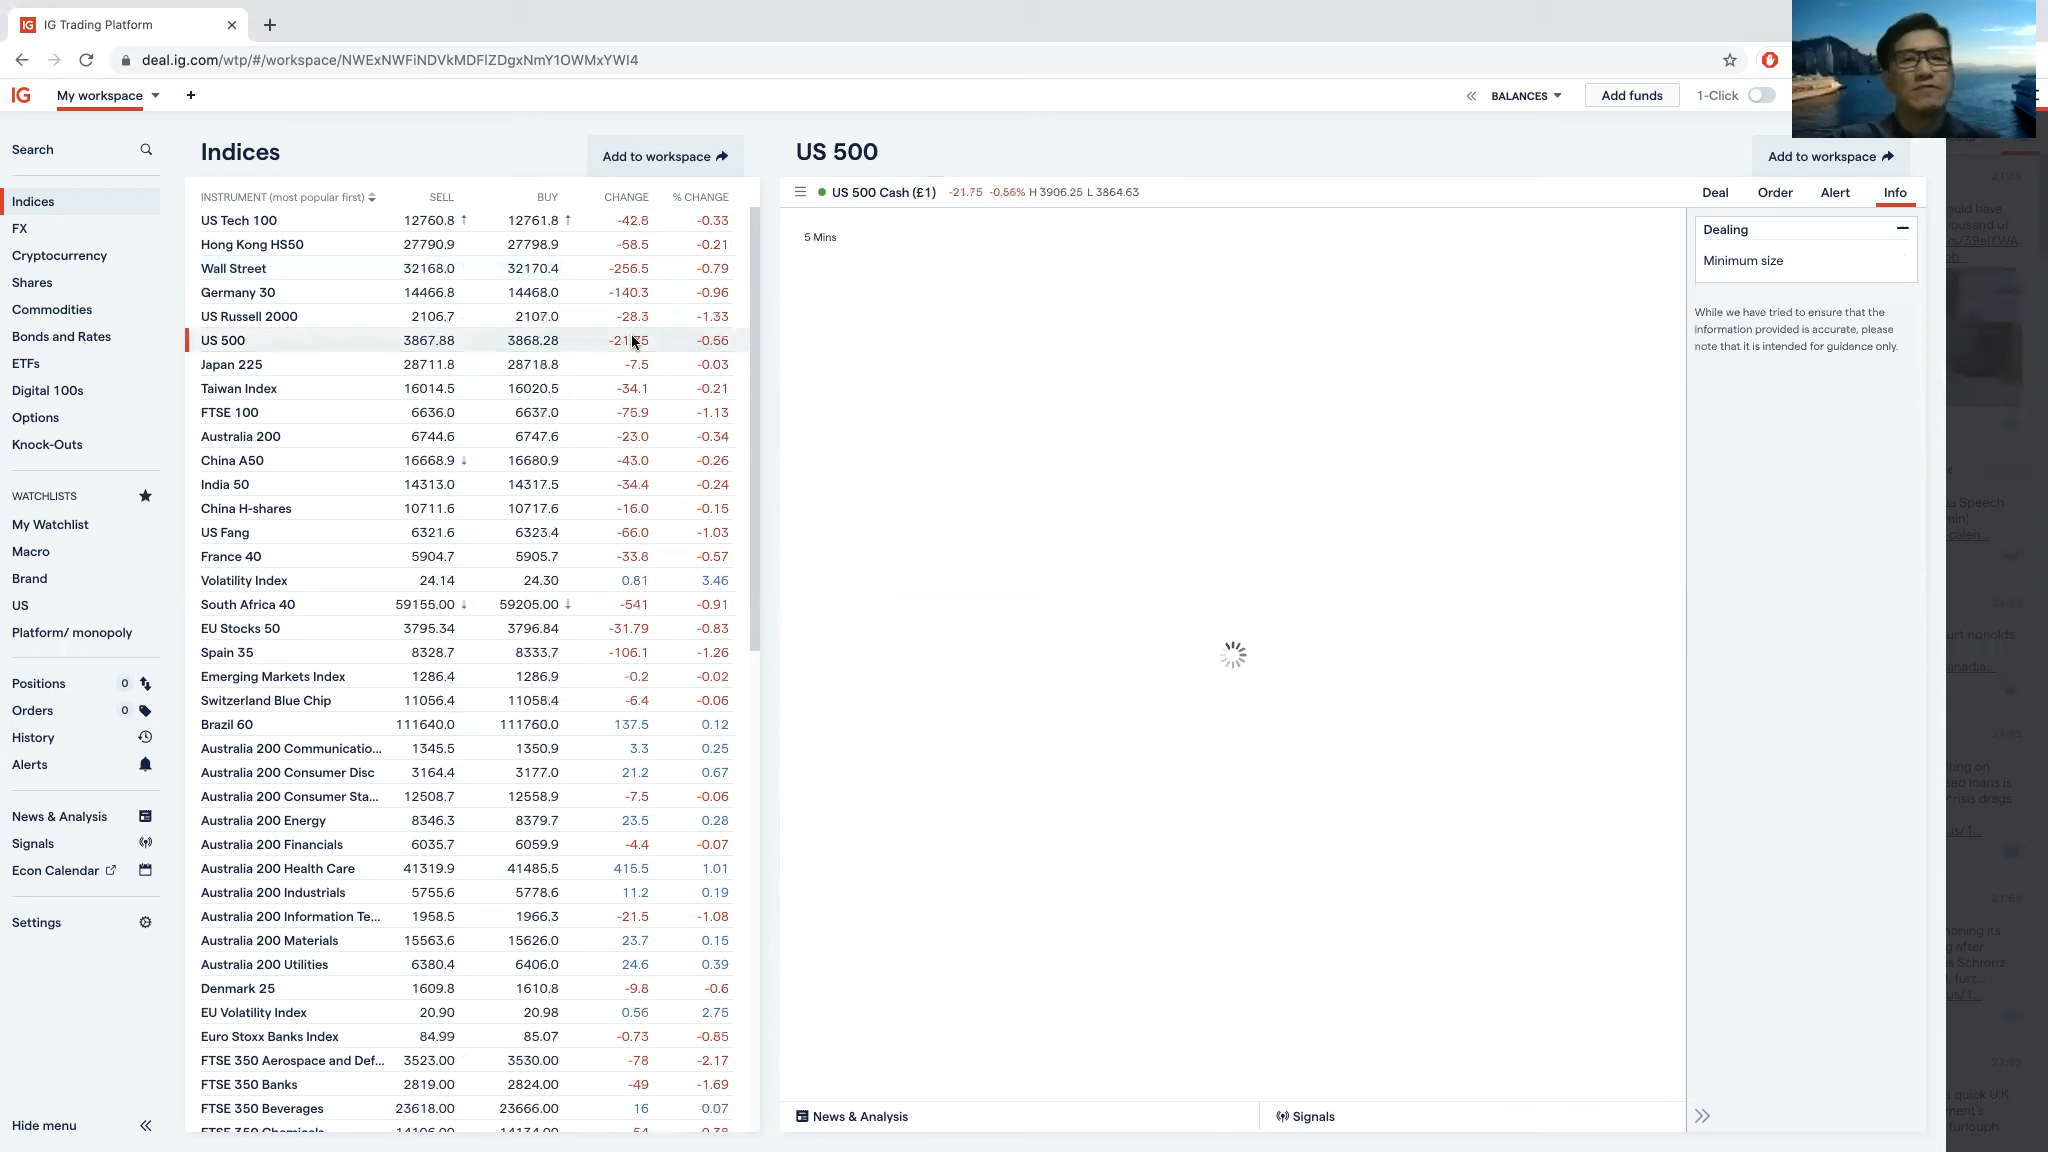 IG Trading Platform
deal.ig.com/wtp/#/workspace/NWExNWFiNDVkMDFlZDgxNmY1OWMxYWI4
IG My workspace
BALANCES Add funds 1-Click
Search
Indices
FX
Cryptocurrency
Shares
Commodities
Bonds and Rates
ETFs
Digital 100s
Options
Knock-Outs
WATCHLISTS
My Watchlist
Macro
Brand
US
Platform/ monopoly
Positions 0
Orders 0
History
Alerts
News & Analysis
Signals
Econ Calendar
Settings
Hide menu
Indices
Add to workspace
INSTRUMENT (most popular first) SELL BUY CHANGE % CHANGE
US Tech 100 12760.8 12761.8 -42.8 -0.33
Hong Kong HS50 27790.9 27798.9 -58.5 -0.21
Wall Street 32168.0 32170.4 -256.5 -0.79
Germany 30 14466.8 14468.0 -140.3 -0.96
US Russell 2000 2106.7 2107.0 -28.3 -1.33
US 500 3867.88 3868.28 -0.56
Japan 225 28711.8 28718.8 -7.5 -0.03
Taiwan Index 16014.5 16020.5 -34.1 -0.21
FTSE 100 6636.0 6637.0 -75.9 -1.13
Australia 200 6744.6 6747.6 -23.0 -0.34
China A50 16668.9 16680.9 -43.0 -0.26
India 50 14313.0 14317.5 -34.4 -0.24
China H-shares 10711.6 10717.6 -16.0 -0.15
US Fang 6321.6 6323.4 -66.0 -1.03
France 40 5904.7 5905.7 -33.8 -0.57
Volatility Index 24.14 24.30 0.81 3.46
South Africa 40 59155.00 59205.00 -541 -0.91
EU Stocks 50 3795.34 3796.84 -31.79 -0.83
Spain 35 8328.7 8333.7 -106.1 -1.26
Emerging Markets Index 1286.4 1286.9 -0.2 -0.02
Switzerland Blue Chip 11056.4 11058.4 -6.4 -0.06
Brazil 60 111640.0 111760.0 137.5 0.12
Australia 200 Communicatio... 1345.5 1350.9 3.3 0.25
Australia 200 Consumer Disc 3164.4 3177.0 21.2 0.67
Australia 200 Consumer Sta... 12508.7 12558.9 -7.5 -0.06
Australia 200 Energy 8346.3 8379.7 23.5 0.28
Australia 200 Financials 6035.7 6059.9 -4.4 -0.07
Australia 200 Health Care 41319.9 41485.5 415.5 1.01
Australia 200 Industrials 5755.6 5778.6 11.2 0.19
Australia 200 Information Te... 1958.5 1966.3 -21.5 -1.08
Australia 200 Materials 15563.6 15626.0 23.7 0.15
Australia 200 Utilities 6380.4 6406.0 24.6 0.39
Denmark 25 1609.8 1610.8 -9.8 -0.6
EU Volatility Index 20.90 20.98 0.56 2.75
Euro Stoxx Banks Index 84.99 85.07 -0.73 -0.85
FTSE 350 Aerospace and Def... 3523.00 3530.00 -78 -2.17
FTSE 350 Banks 2819.00 2824.00 -49 -1.69
FTSE 350 Beverages 23618.00 23666.00 16 0.07
US 500
Add to workspace
US 500 Cash (£1) -21.75 -0.56% H 3906.25 L 3864.63
Deal Order Alert Info
5 Mins
Dealing
Minimum size
While we have tried to ensure that the
information provided is accurate, please
note that it is intended for guidance only.
News & Analysis
Signals